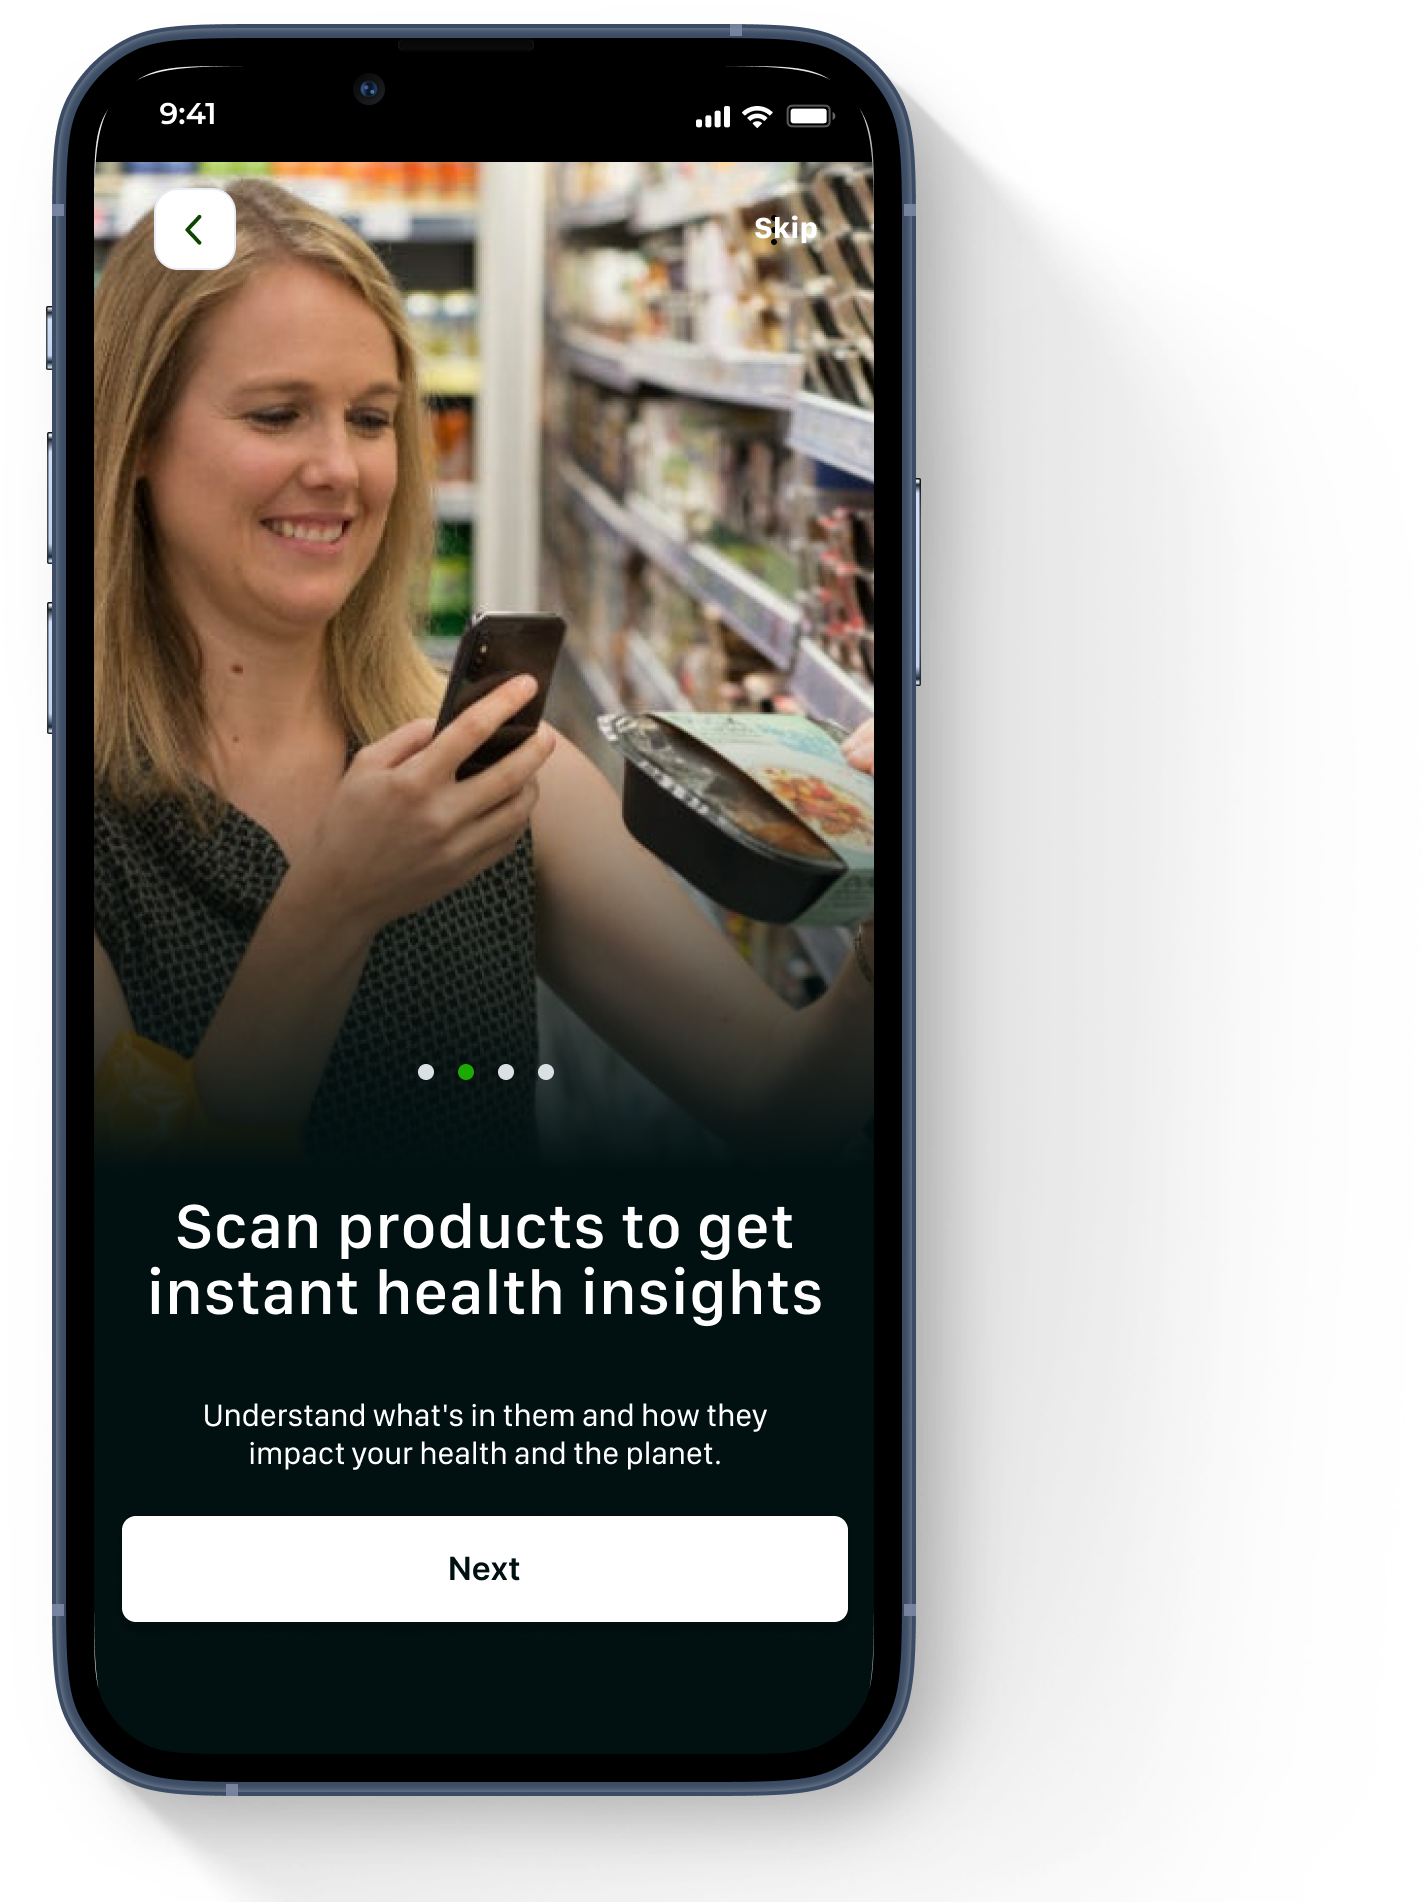 9:41
Skip
Scan products to get
instant health insights
Understand what's in them and how they
impact your health and the planet.
Next